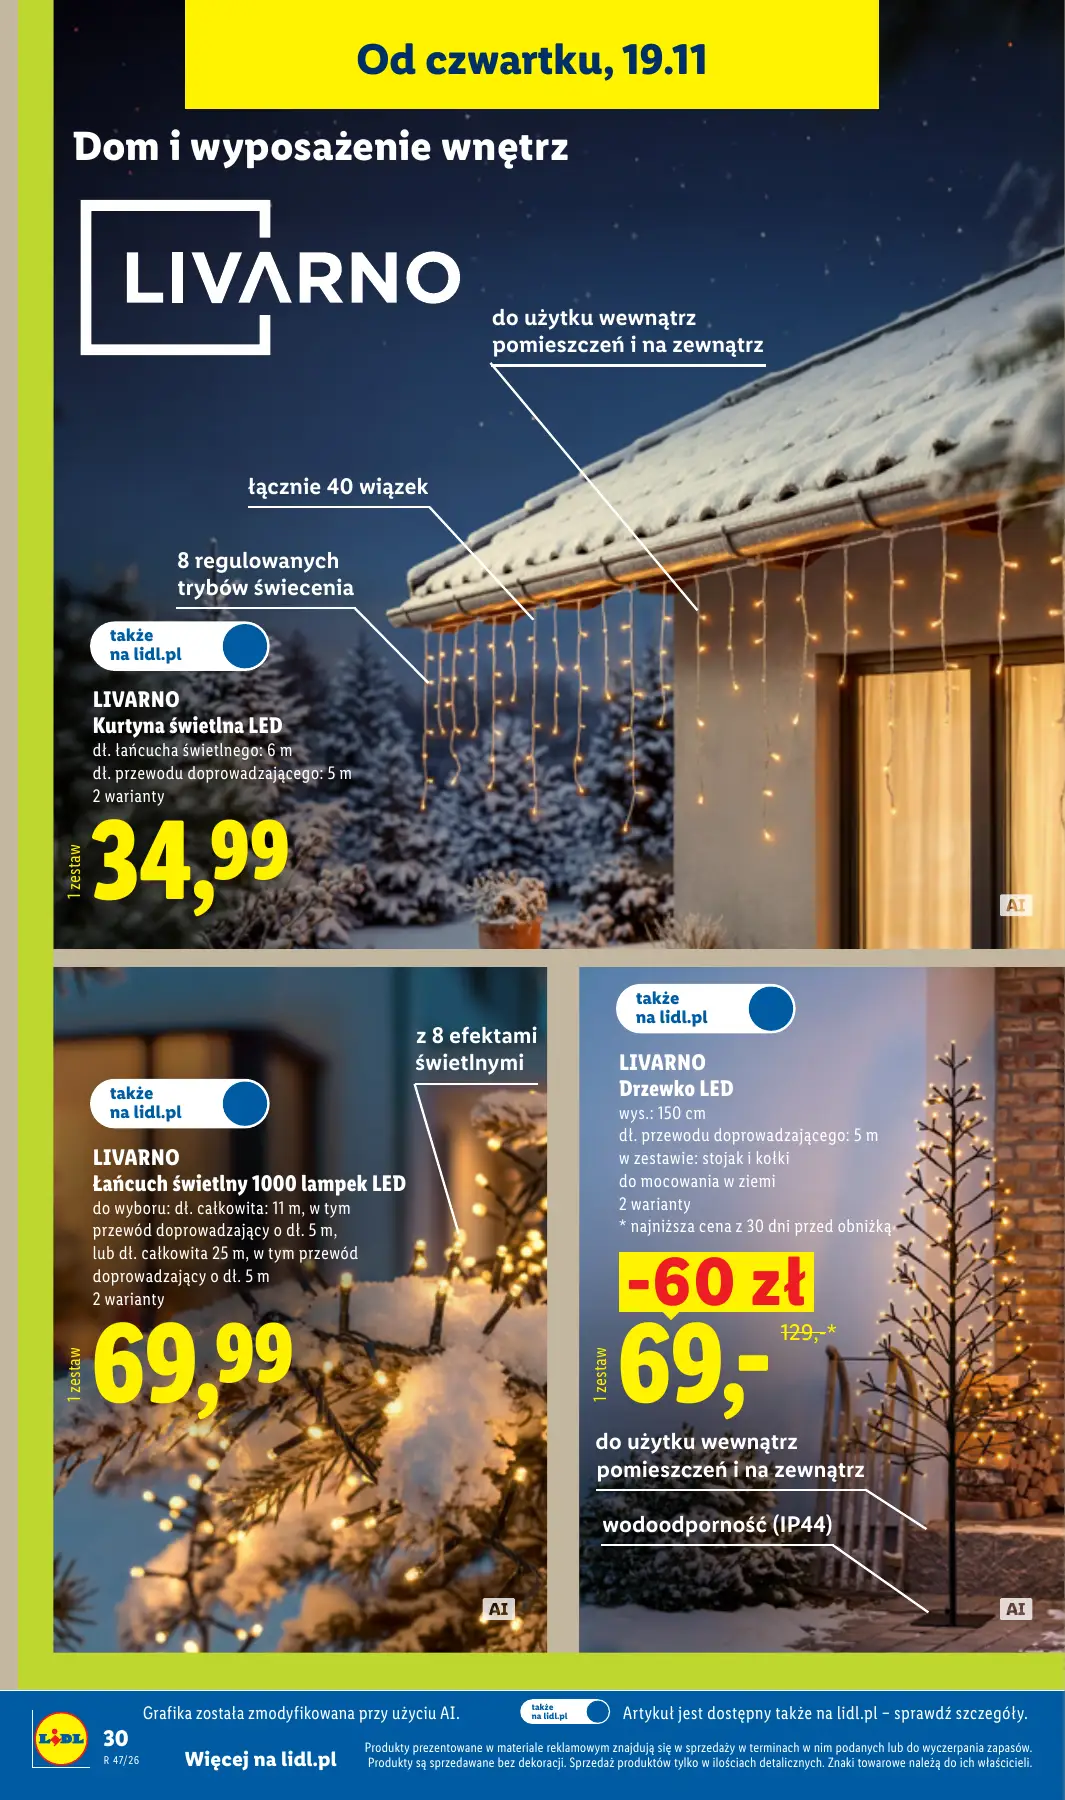 Od czwartku, 19.11
Dom i wyposażenie wnętrz
LIVARNO
do użytku wewnątrz
pomieszczeń i na zewnątrz
łącznie 40 wiązek
8 regulowanych
trybów świecenia
także
na lidl.pl
LIVARNO
Kurtyna świetlna LED
dł. łańcucha świetlnego: 6 m
dł. przewodu doprowadzającego: 5 m
2 warianty
1 zestaw
34,99
AI
z 8 efektami
świetlnymi
także
na lidl.pl
LIVARNO
Łańcuch świetlny 1000 lampek LED
do wyboru: dł. całkowita: 11 m, w tym
przewód doprowadzający o dł. 5 m,
lub dł. całkowita 25 m, w tym przewód
doprowadzający o dł. 5 m
2 warianty
1 zestaw
69,99
AI
także
na lidl.pl
LIVARNO
Drzewko LED
wys.: 150 cm
dł. przewodu doprowadzającego: 5 m
w zestawie: stojak i kołki
do mocowania w ziemi
2 warianty
* najniższa cena z 30 dni przed obniżką
-60 zł
129,-*
1 zestaw
69,-
do użytku wewnątrz
pomieszczeń i na zewnątrz
wodoodporność (IP44)
AI
Grafika została zmodyfikowana przy użyciu AI.
także
na lidl.pl
Artykuł jest dostępny także na lidl.pl – sprawdź szczegóły.
LIDL
30
R 47/26
Więcej na lidl.pl
Produkty prezentowane w materiale reklamowym znajdują się w sprzedaży w terminach w nim podanych lub do wyczerpania zapasów.
Produkty są sprzedawane bez dekoracji. Sprzedaż produktów tylko w ilościach detalicznych. Znaki towarowe należą do ich właścicieli.